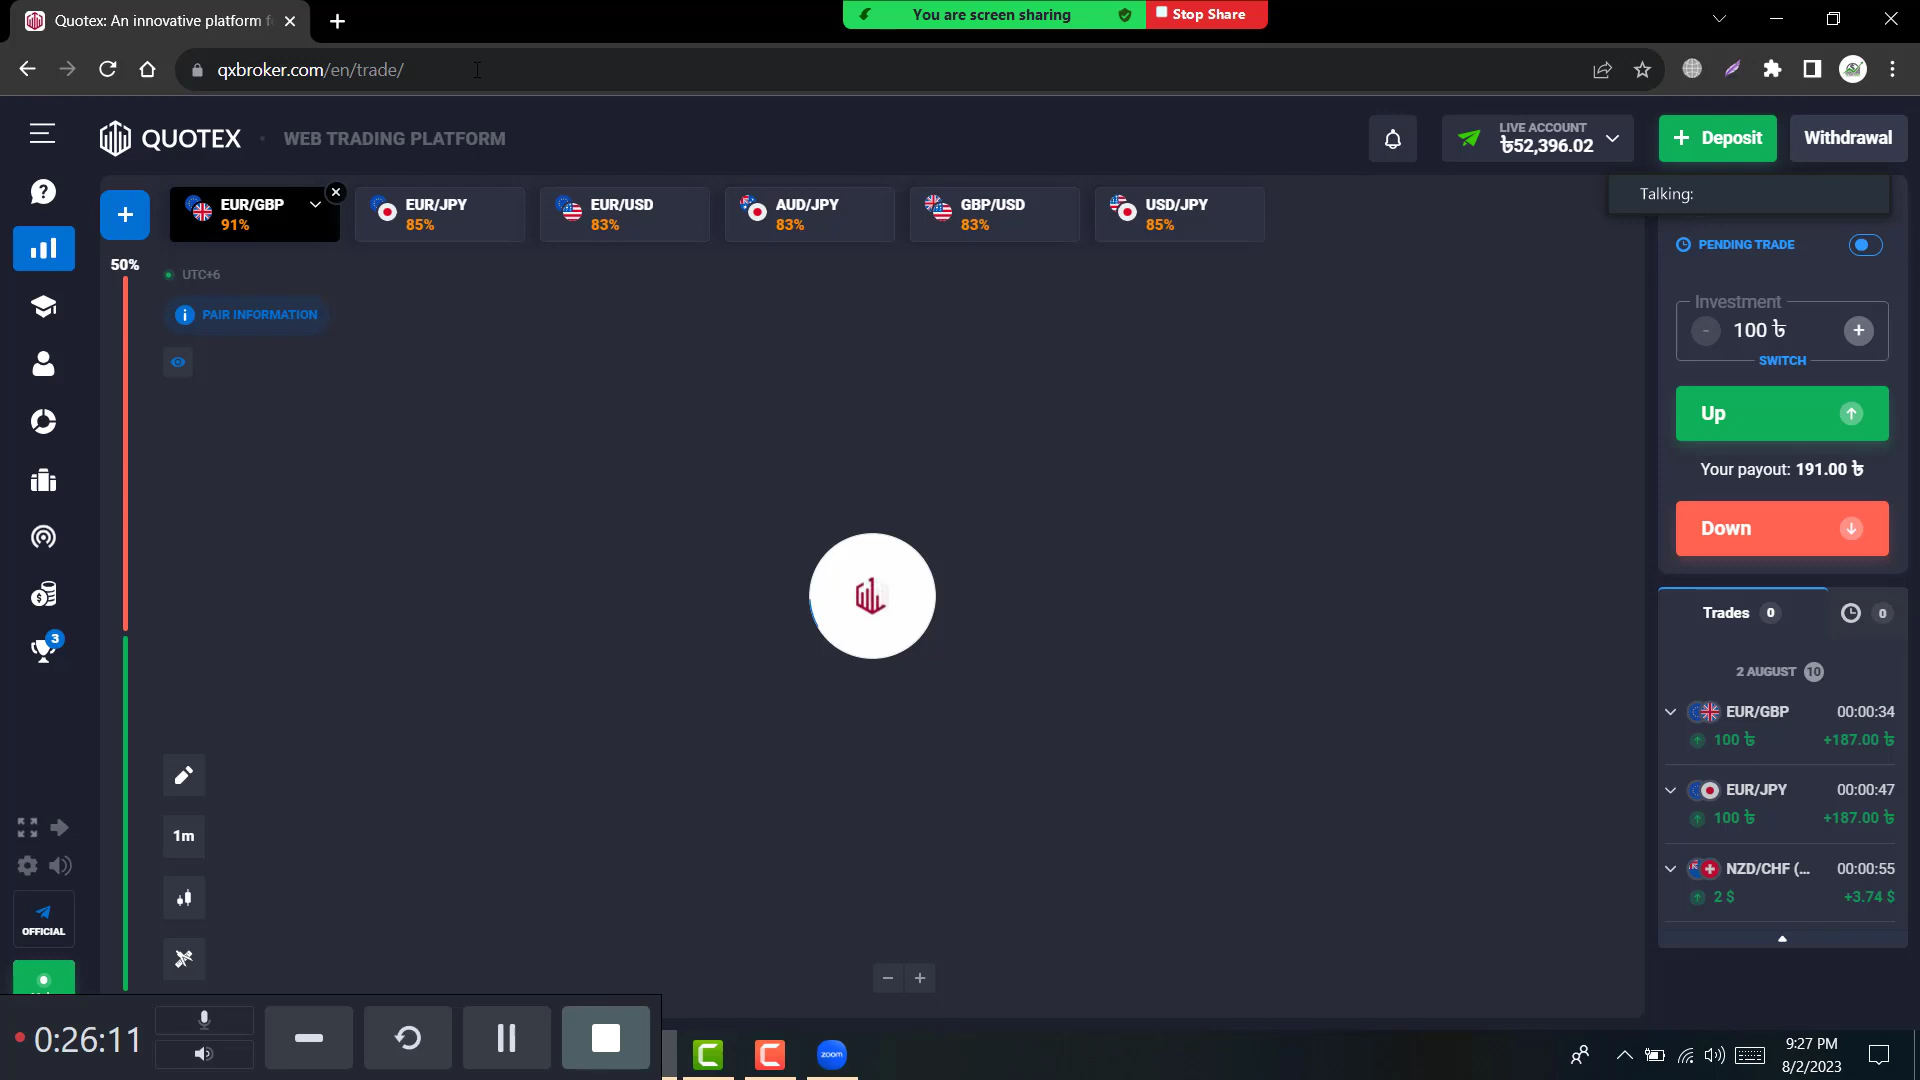 Quotex: An innovative platform f
You are screen sharing
Stop Share
qxbroker.com/en/trade/
QUOTEX
WEB TRADING PLATFORM
LIVE ACCOUNT
৳52,396.02
+ Deposit
Withdrawal
Talking:
EUR/GBP
91%
EUR/JPY
85%
EUR/USD
83%
AUD/JPY
83%
GBP/USD
83%
USD/JPY
85%
50%
UTC+6
PAIR INFORMATION
PENDING TRADE
Investment
100 ৳
SWITCH
Up
Your payout: 191.00 ৳
Down
Trades 0
0
2 AUGUST 10
EUR/GBP 00:00:34
100 ৳ +187.00 ৳
EUR/JPY 00:00:47
100 ৳ +187.00 ৳
NZD/CHF (... 00:00:55
2 $ +3.74 $
3
1m
OFFICIAL
0:26:11
zoom
9:27 PM
8/2/2023